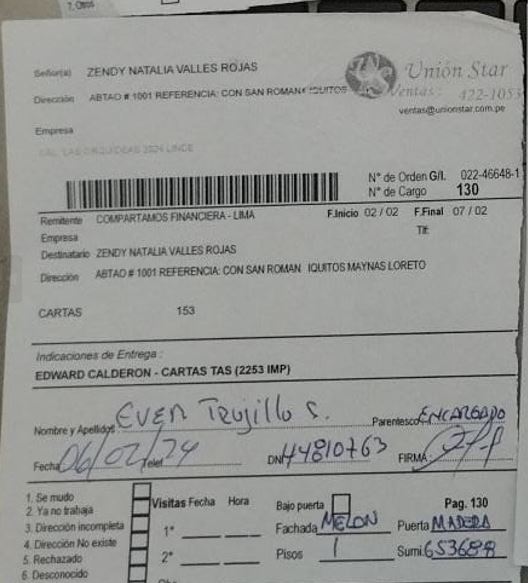 7. Otros
Señor(a) ZENDY NATALIA VALLES ROJAS
Unión Star
Dirección ABTAO # 1001 REFERENCIA: CON SAN ROMAN IQUITOS
Ventas : 422-1053
ventas@unionstar.com.pe
Empresa
CAL. LAS ORQUIDEAS 2624 LINCE
N° de Orden G/I. 022-46648-1
N° de Cargo 130
Remitente COMPARTAMOS FINANCIERA - LIMA F.Inicio 02 / 02 F.Final 07 / 02
Empresa Tlf:
Destinatario ZENDY NATALIA VALLES ROJAS
Dirección ABTAO # 1001 REFERENCIA: CON SAN ROMAN IQUITOS MAYNAS LORETO
CARTAS 153
Indicaciones de Entrega :
EDWARD CALDERON - CARTAS TAS (2253 IMP)
Nombre y Apellidos EVER Trujillo S. Parentesco ENCARGADO
Fecha 06/02/24 Telef DNI 44810763 FIRMA
1. Se mudo
2. Ya no trabaja
3. Dirección incompleta
4. Dirección No existe
5. Rechazado
6. Desconocido
Visitas Fecha Hora
1°
2°
Bajo puerta Pag. 130
Fachada MELON Puerta MADERA
Pisos 1 Sumi. 653688